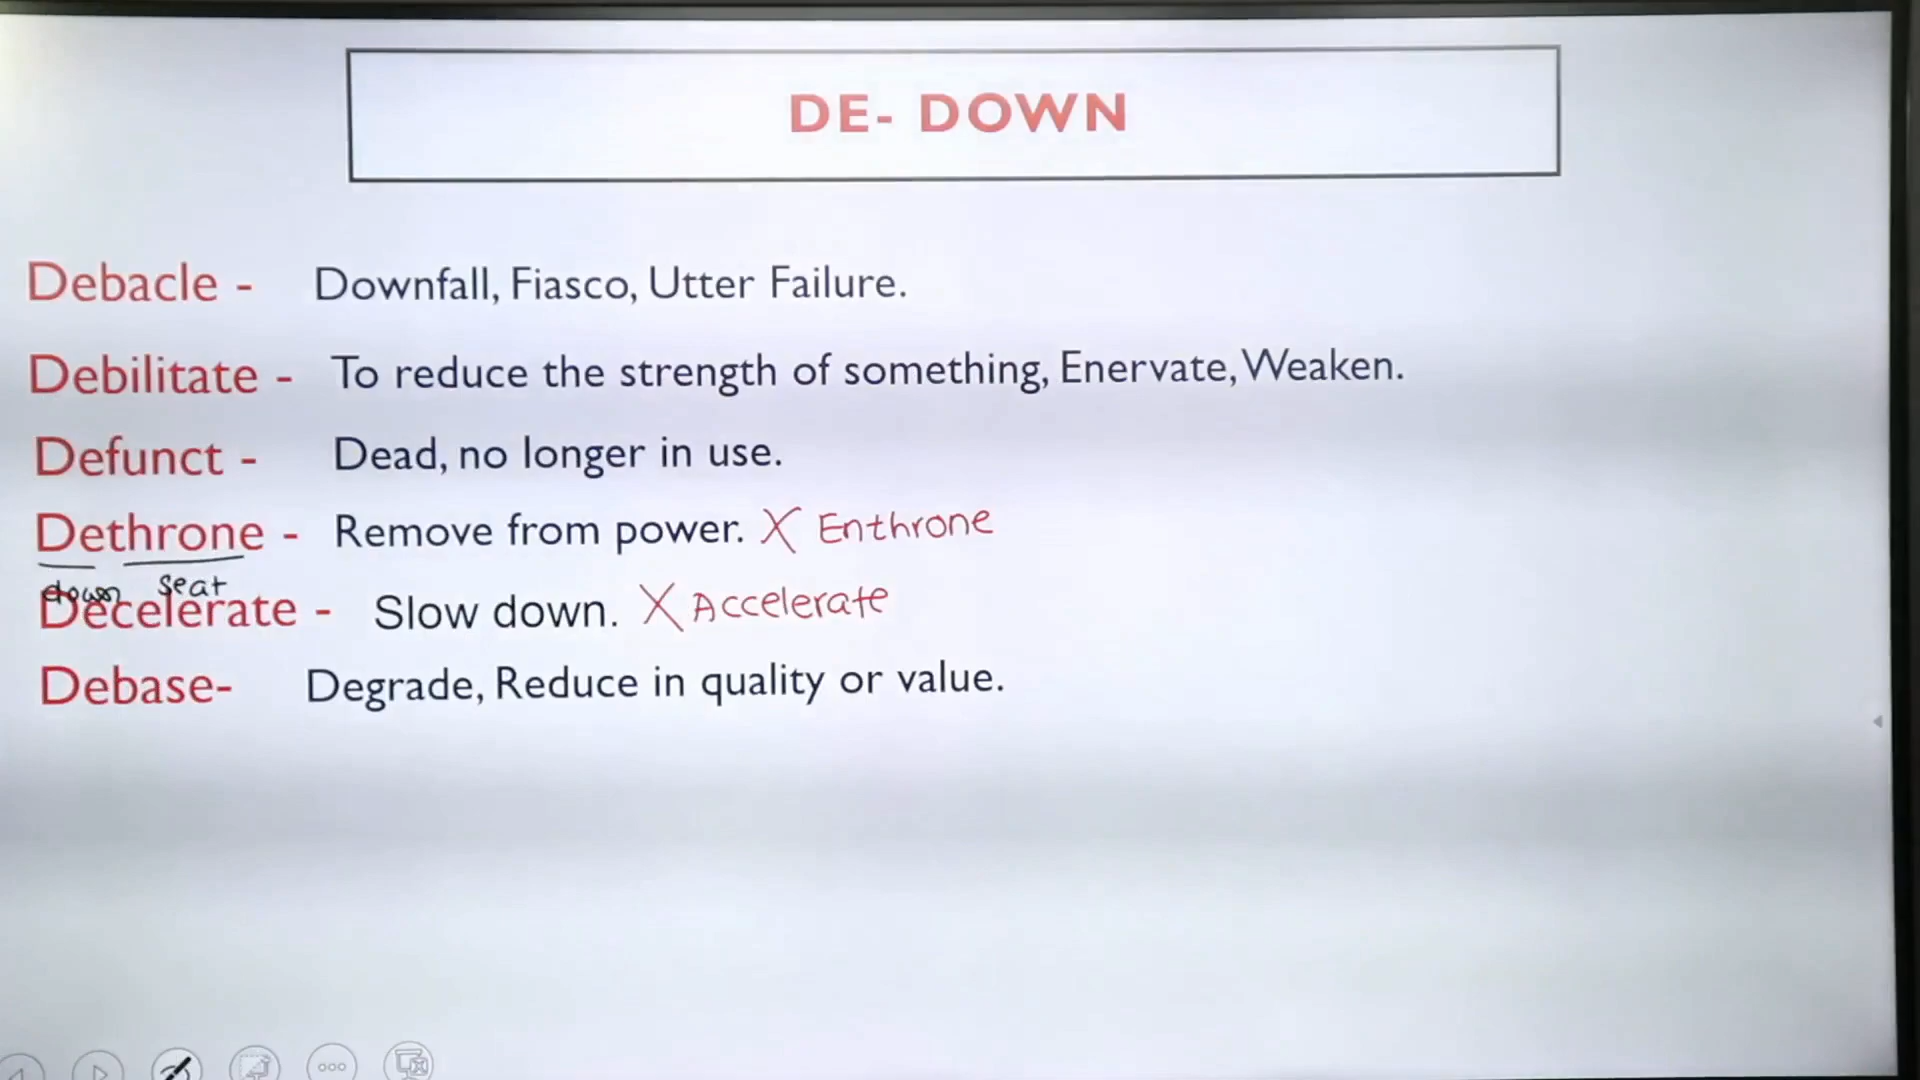 DE- DOWN
Debacle - Downfall, Fiasco, Utter Failure.
Debilitate - To reduce the strength of something, Enervate, Weaken.
Defunct - Dead, no longer in use.
Dethrone - Remove from power. X Enthrone
down seat
Decelerate - Slow down. X Accelerate
Debase- Degrade, Reduce in quality or value.